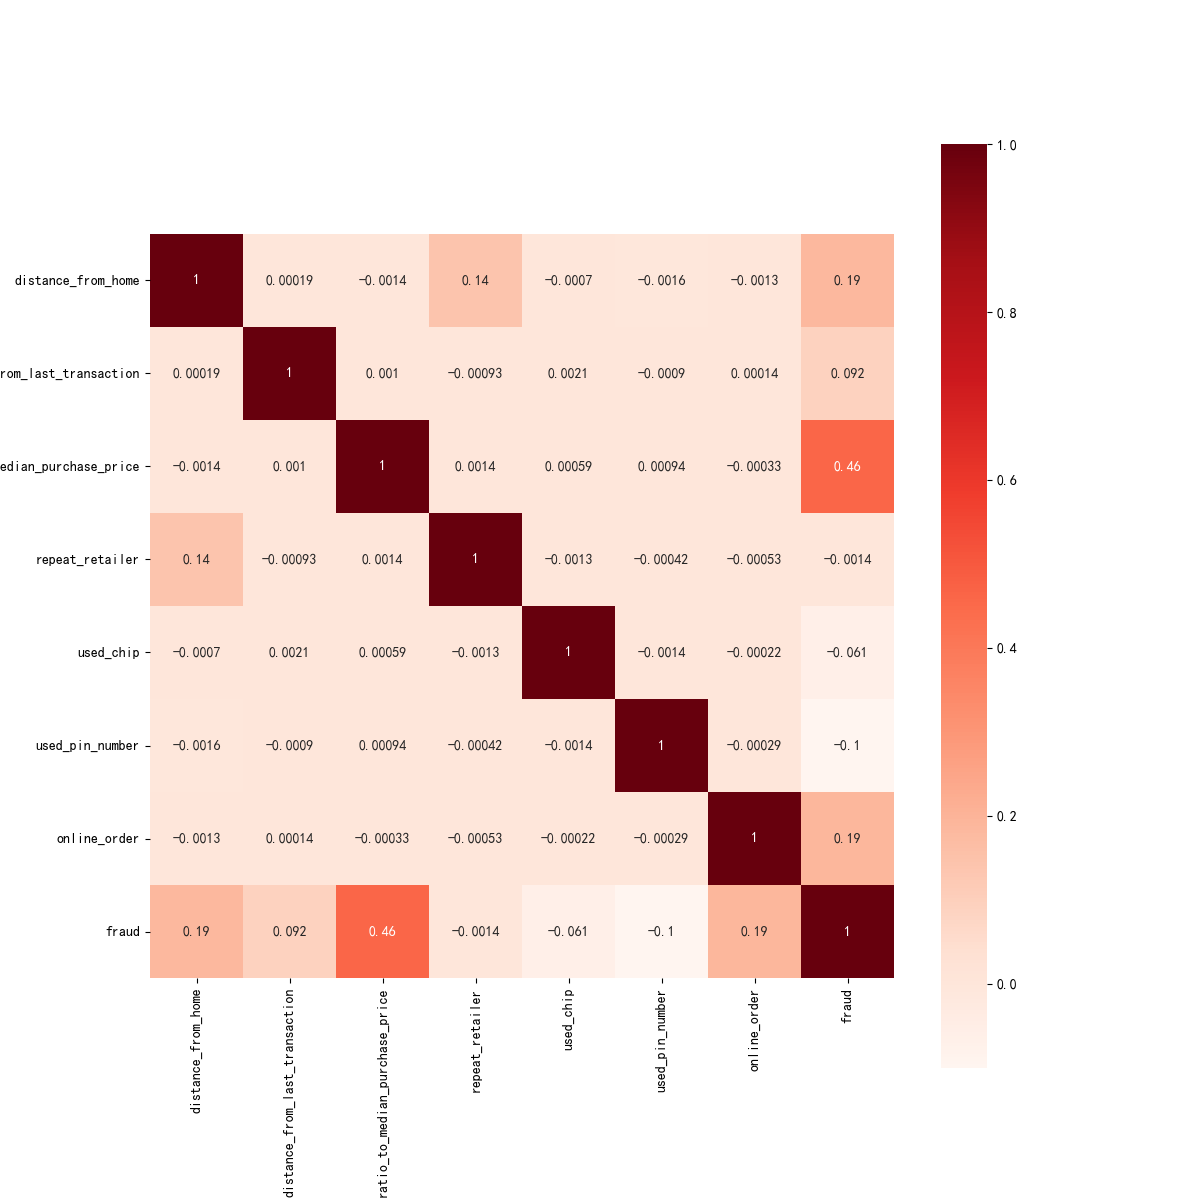 1.0
distance_from_home 1 0.00019 -0.0014 0.14 -0.0007 -0.0016 -0.0013 0.19
0.8
rom_last_transaction 0.00019 1 0.001 -0.00093 0.0021 -0.0009 0.00014 0.092
edian_purchase_price -0.0014 0.001 1 0.0014 0.00059 0.00094 -0.00033 0.46
0.6
repeat_retailer 0.14 -0.00093 0.0014 1 -0.0013 -0.00042 -0.00053 -0.0014
0.4
used_chip -0.0007 0.0021 0.00059 -0.0013 1 -0.0014 -0.00022 -0.061
used_pin_number -0.0016 -0.0009 0.00094 -0.00042 -0.0014 1 -0.00029 -0.1
0.2
online_order -0.0013 0.00014 -0.00033 -0.00053 -0.00022 -0.00029 1 0.19
fraud 0.19 0.092 0.46 -0.0014 -0.061 -0.1 0.19 1
0.0
distance_from_home
distance_from_last_transaction
ratio_to_median_purchase_price
repeat_retailer
used_chip
used_pin_number
online_order
fraud